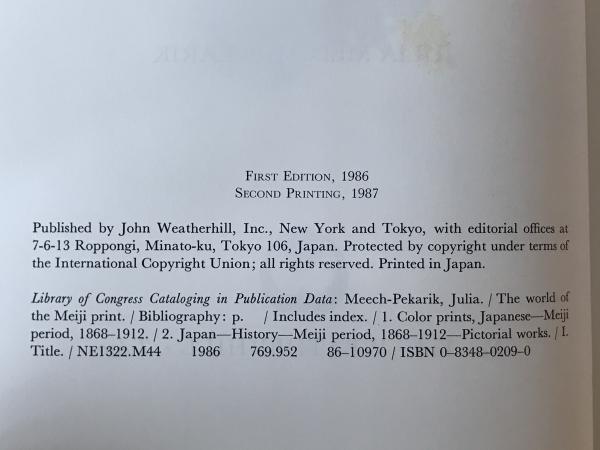 FIRST EDITION, 1986
SECOND PRINTING, 1987
Published by John Weatherhill, Inc., New York and Tokyo, with editorial offices at
7-6-13 Roppongi, Minato-ku, Tokyo 106, Japan. Protected by copyright under terms of
the International Copyright Union; all rights reserved. Printed in Japan.
Library of Congress Cataloging in Publication Data: Meech-Pekarik, Julia. / The world of
the Meiji print. / Bibliography: p. / Includes index. / 1. Color prints, Japanese—Meiji
period, 1868–1912. / 2. Japan—History—Meiji period, 1868–1912—Pictorial works. / I.
Title. / NE1322.M44 1986 769.952 86–10970 / ISBN 0–8348–0209–0